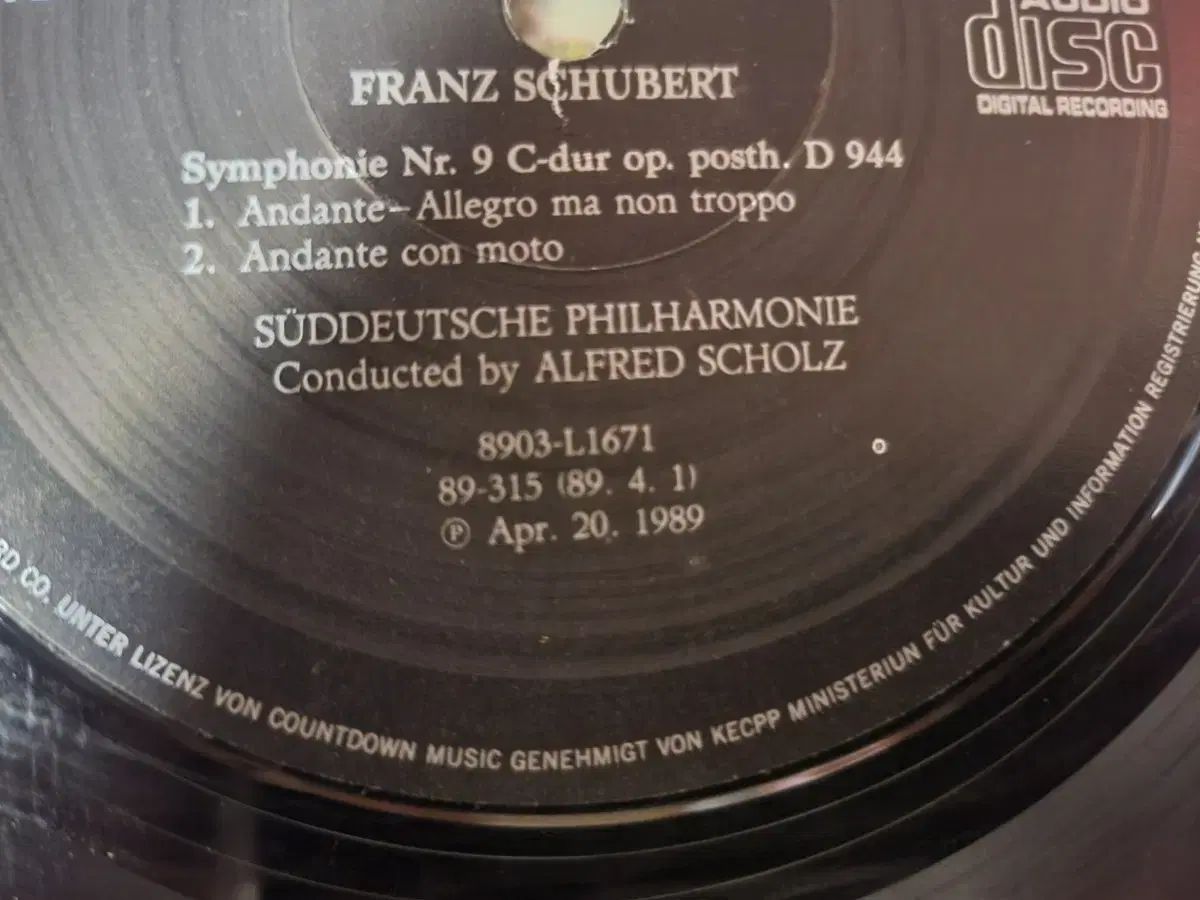 AUDIO
disc
DIGITAL RECORDING
FRANZ SCHUBERT
Symphonie Nr. 9 C-dur op. posth. D 944
1. Andante–Allegro ma non troppo
2. Andante con moto
SÜDDEUTSCHE PHILHARMONIE
Conducted by ALFRED SCHOLZ
8903-L1671
89-315 (89. 4. 1)
Ⓟ Apr. 20. 1989
CO. UNTER LIZENZ VON COUNTDOWN MUSIC GENEHMIGT VON KECPP MINISTERIUN FÜR KULTUR UND INFORMATION REGISTRIERUNG